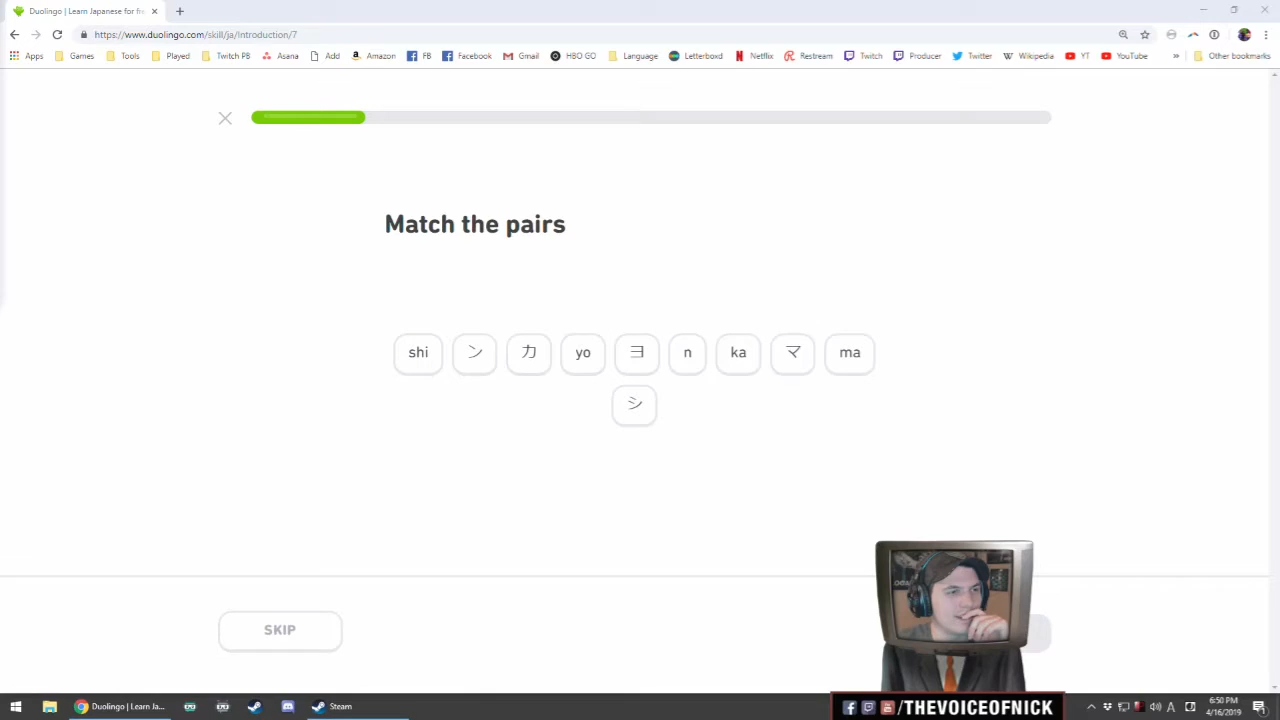 Duolingo | Learn Japanese for fr
https://www.duolingo.com/skill/ja/Introduction/7
Apps Games Tools Played Twitch PB Asana Add Amazon FB Facebook Gmail HBO GO Language Letterboxd Netflix Restream Twitch Producer Twitter Wikipedia YT YouTube » Other bookmarks
Match the pairs
shi ン カ yo ヨ n ka マ ma
シ
SKIP
Duolingo | Learn Ja... Steam
/THEVOICEOFNICK
6:50 PM
4/16/2019